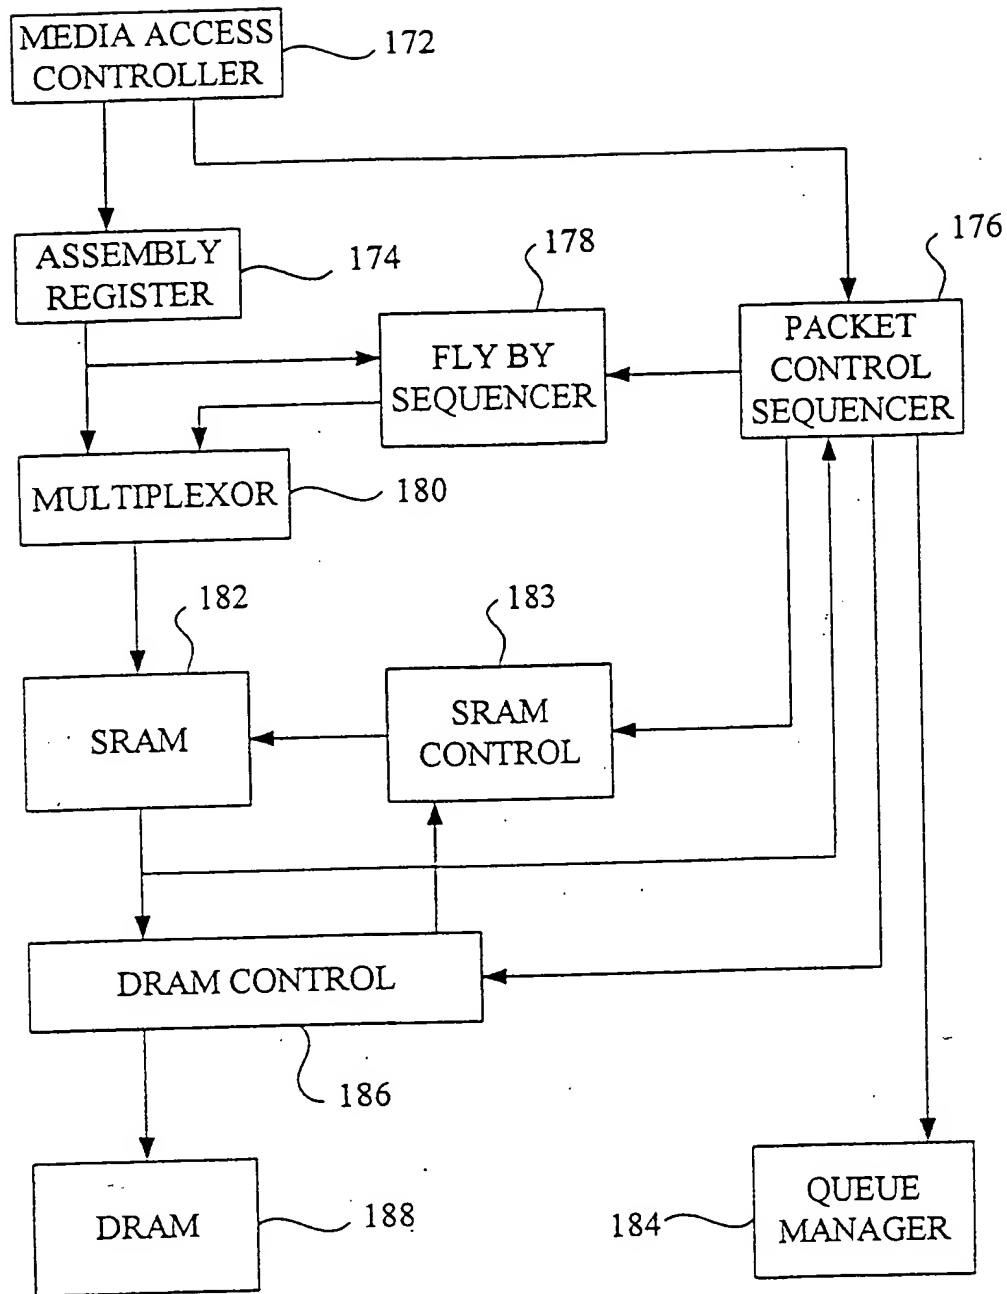 MEDIA ACCESS
CONTROLLER
172
ASSEMBLY
REGISTER
174
178
176
FLY BY
SEQUENCER
PACKET
CONTROL
SEQUENCER
MULTIPLEXOR
180
182
183
SRAM
SRAM
CONTROL
DRAM CONTROL
186
DRAM
188
184
QUEUE
MANAGER